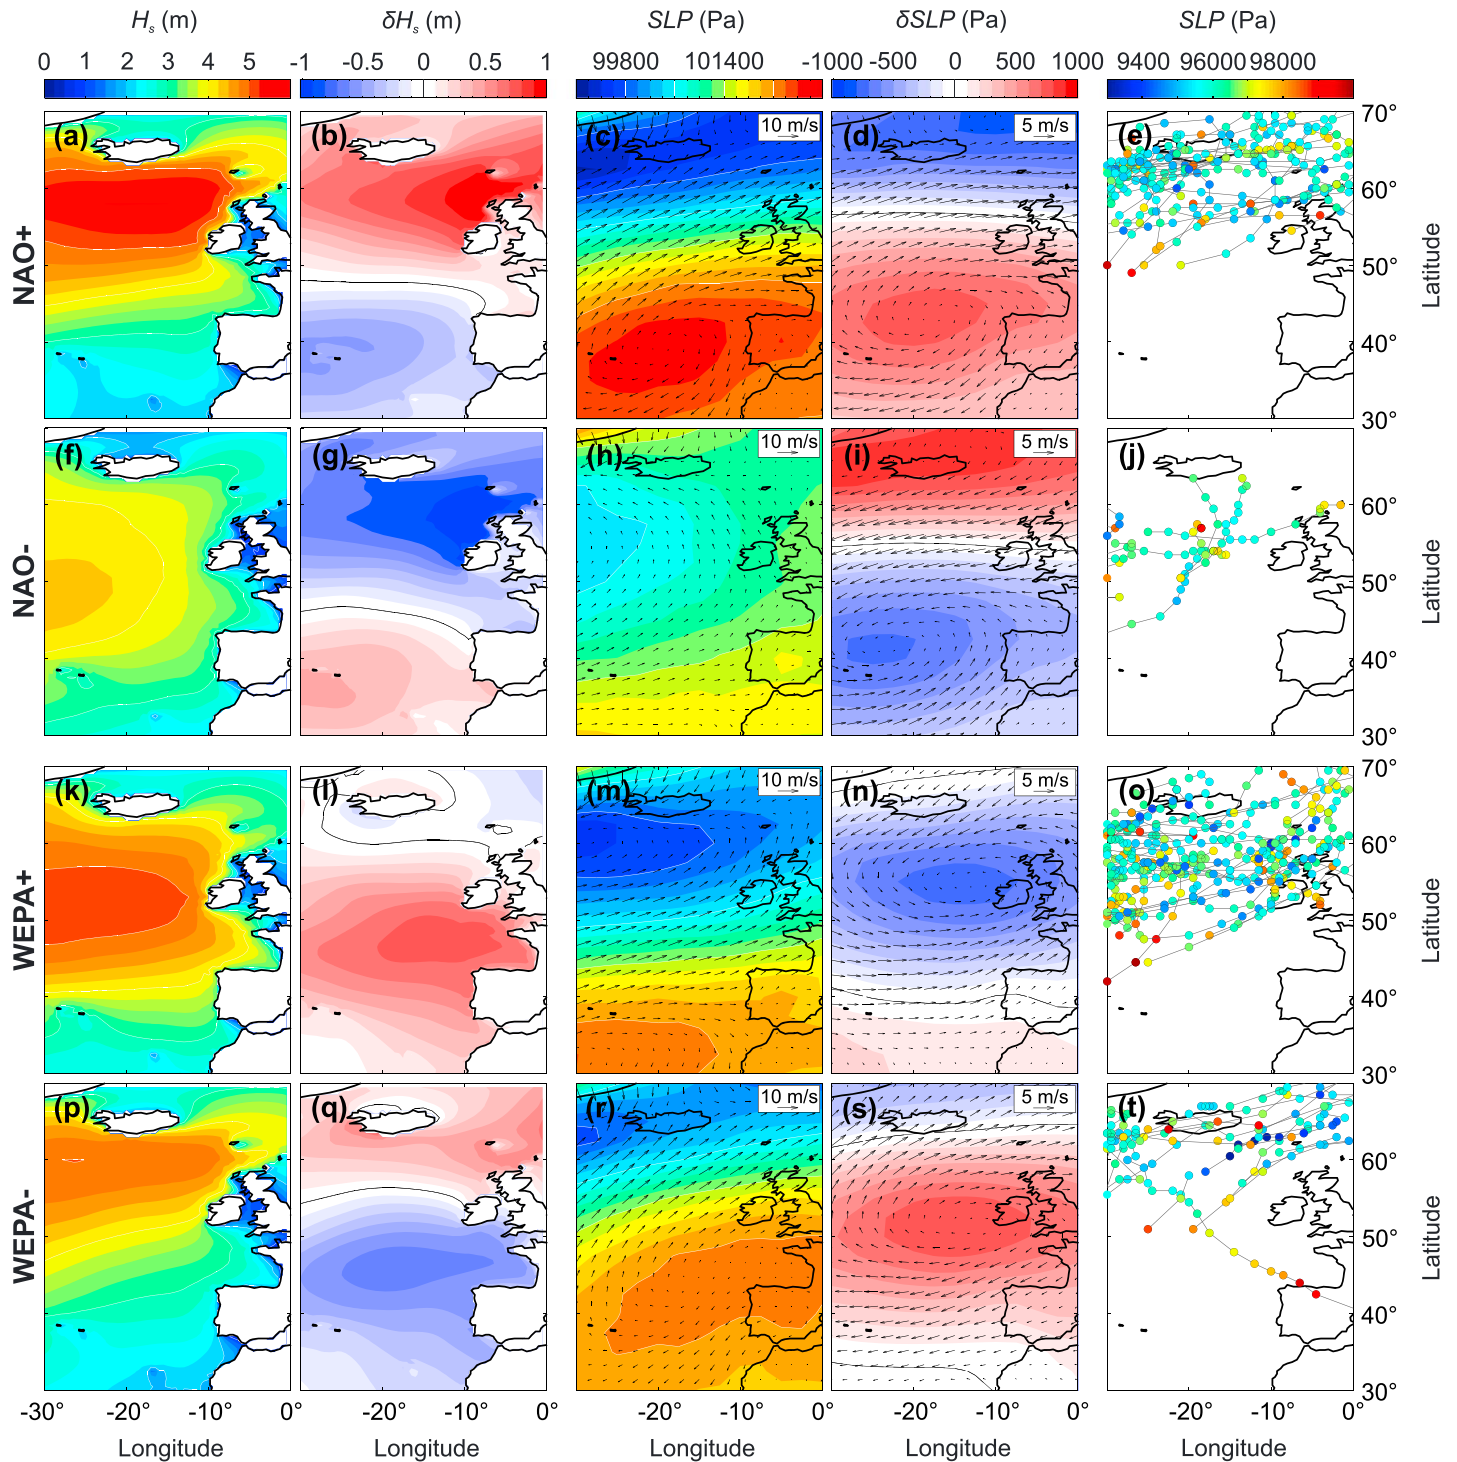 Hs (m) δHs (m) SLP (Pa) δSLP (Pa) SLP (Pa)
0 1 2 3 4 5 -1 -0.5 0 0.5 1 99800 101400 -1000 -500 0 500 1000 94000 96000 98000
(a) (b) (c) 10 m/s (d) 5 m/s (e) 70°
60°
50°
40°
30°
NAO+
Latitude
(f) (g) (h) 10 m/s (i) 5 m/s (j)
60°
50°
40°
30°
NAO-
Latitude
(k) (l) (m) 10 m/s (n) 5 m/s (o) 70°
60°
50°
40°
30°
WEPA+
Latitude
(p) (q) (r) 10 m/s (s) 5 m/s (t)
60°
50°
40°
30°
WEPA-
Latitude
-30° -20° -10° 0° -20° -10° 0° -20° -10° 0° -20° -10° 0° -20° -10° 0°
Longitude Longitude Longitude Longitude Longitude